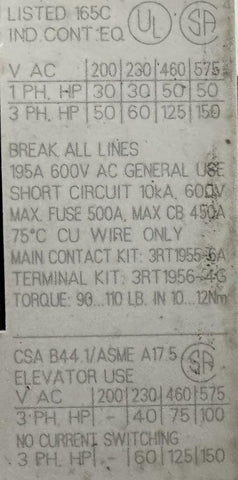 LISTED 165C
IND.CONT.EQ.
UL
SA
V AC |200|230|460|575
1 PH. HP|30|30|50|50
3 PH. HP|50|60|125|150
BREAK ALL LINES
195A 600V AC GENERAL USE
SHORT CIRCUIT 10kA, 600V
MAX. FUSE 500A, MAX CB 450A
75°C CU WIRE ONLY
MAIN CONTACT KIT: 3RT1955-6A
TERMINAL KIT: 3RT1956-4G
TORQUE: 90...110 LB. IN 10...12Nm
CSA B44.1/ASME A17.5
SA
ELEVATOR USE
V AC |200|230|460|575
3 PH. HP|-|40|75|100
NO CURRENT SWITCHING
3 PH. HP|-|60|125|150